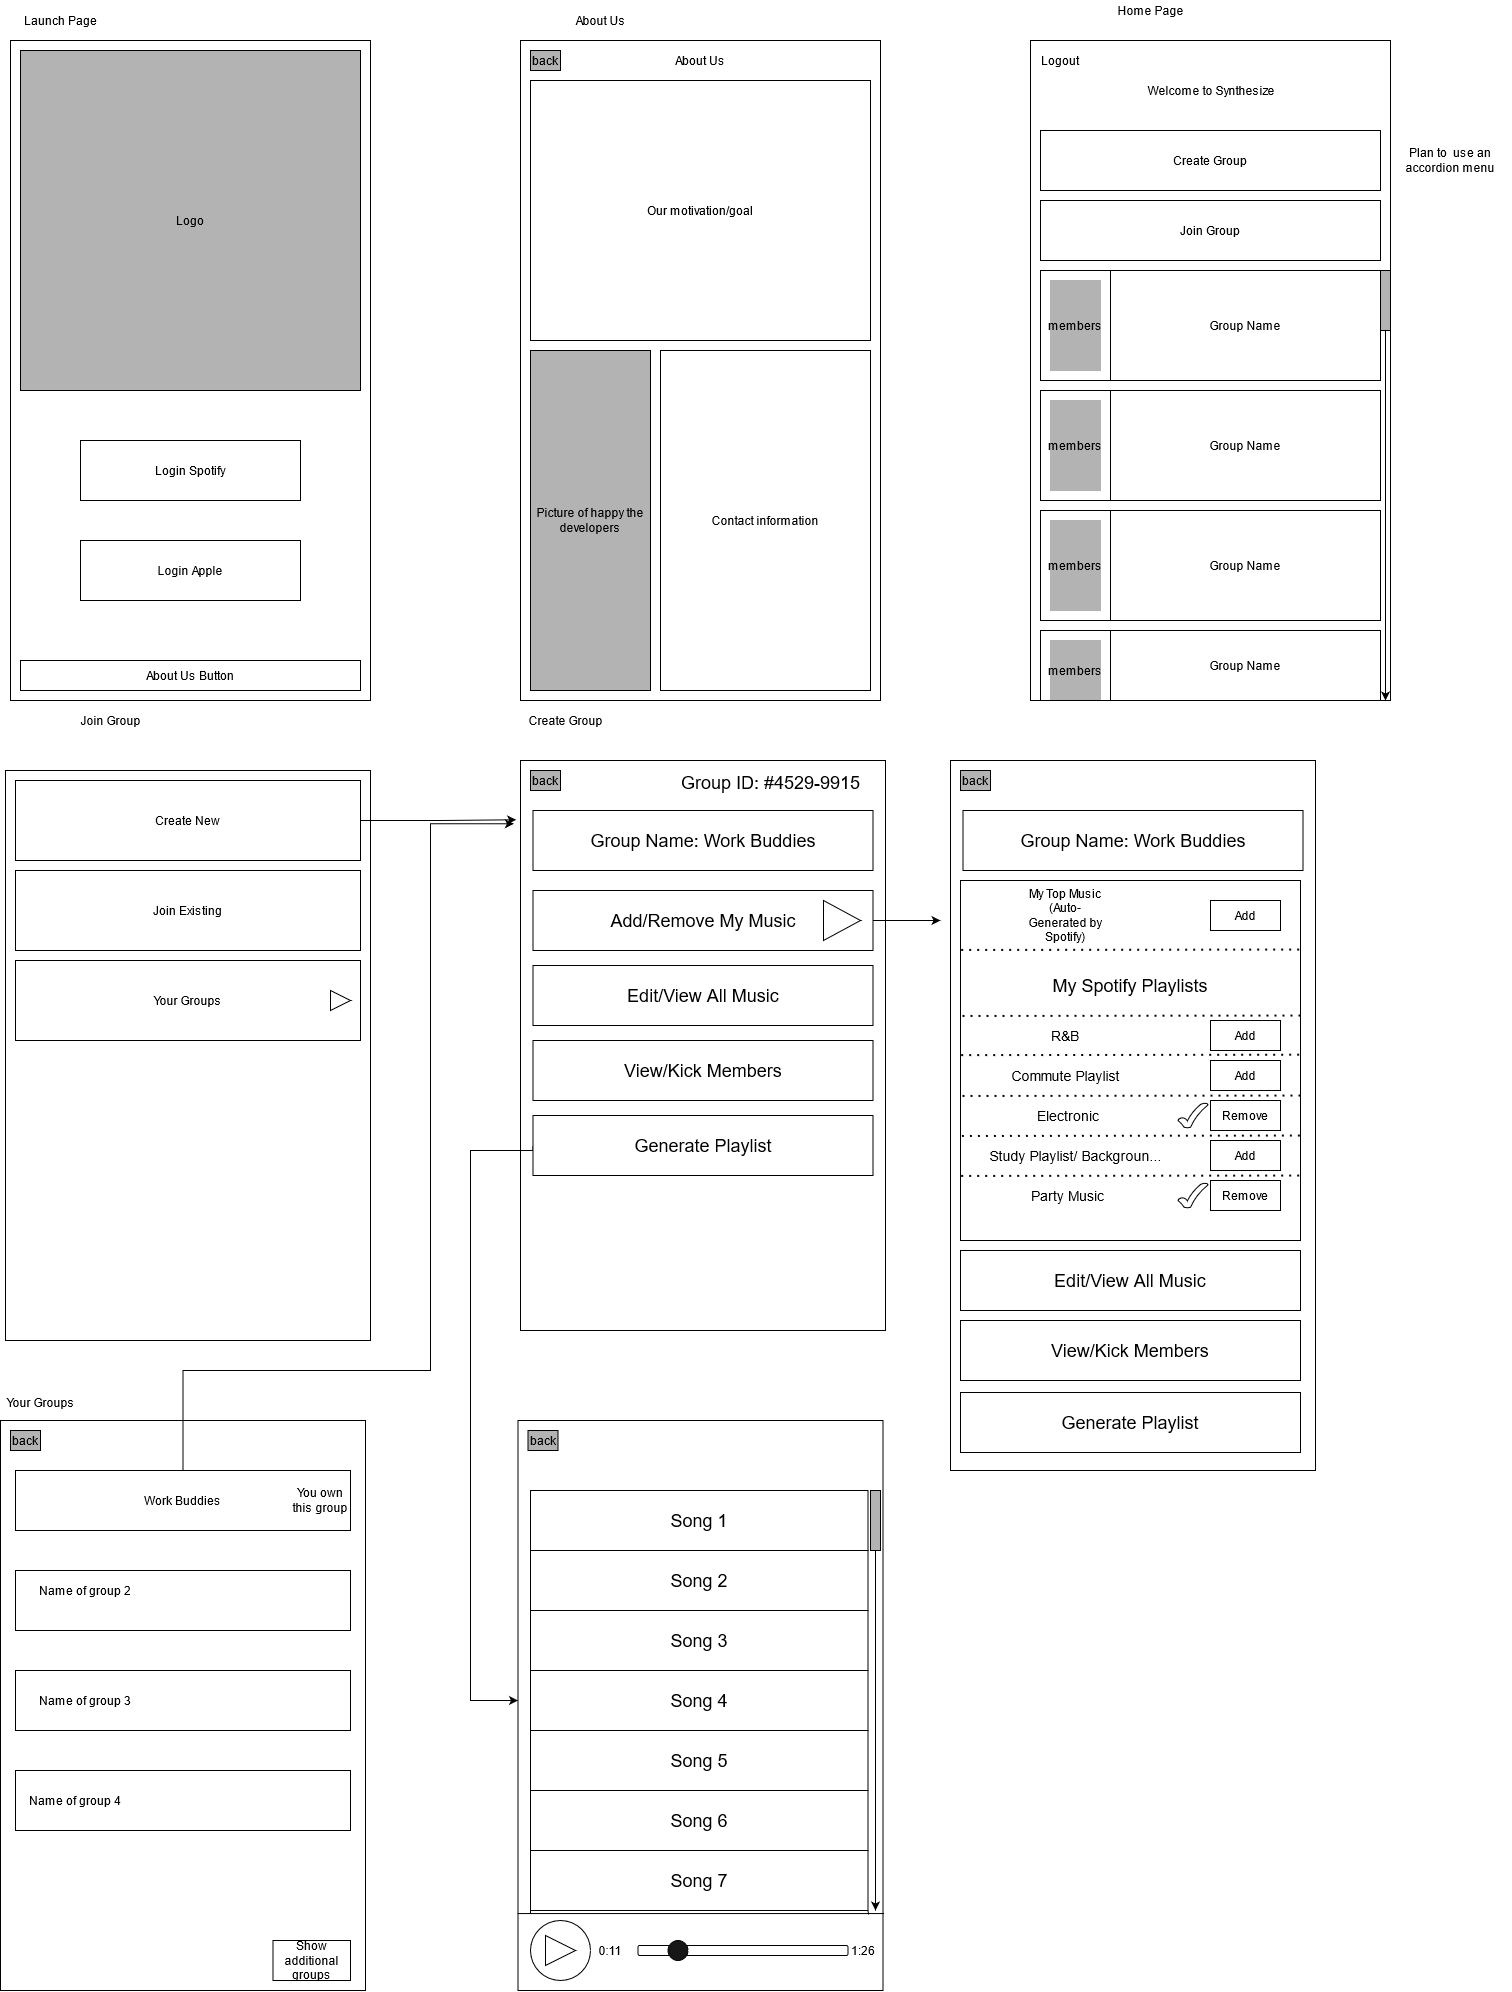 Launch Page
Logo
Login Spotify
Login Apple
About Us Button
About Us
back
About Us
Our motivation/goal
Picture of happy the
developers
Contact information
Home Page
Logout
Welcome to Synthesize
Create Group
Join Group
members
Group Name
members
Group Name
members
Group Name
members
Group Name
Plan to use an
accordion menu
Join Group
Create New
Join Existing
Your Groups
Create Group
back
Group ID: #4529-9915
Group Name: Work Buddies
Add/Remove My Music
Edit/View All Music
View/Kick Members
Generate Playlist
back
Group Name: Work Buddies
My Top Music
(Auto-
Generated by
Spotify)
Add
My Spotify Playlists
R&B
Add
Commute Playlist
Add
Electronic
Remove
Study Playlist/ Backgroun...
Add
Party Music
Remove
Edit/View All Music
View/Kick Members
Generate Playlist
Your Groups
back
Work Buddies
You own
this group
Name of group 2
Name of group 3
Name of group 4
Show
additional
groups
back
Song 1
Song 2
Song 3
Song 4
Song 5
Song 6
Song 7
0:11
1:26